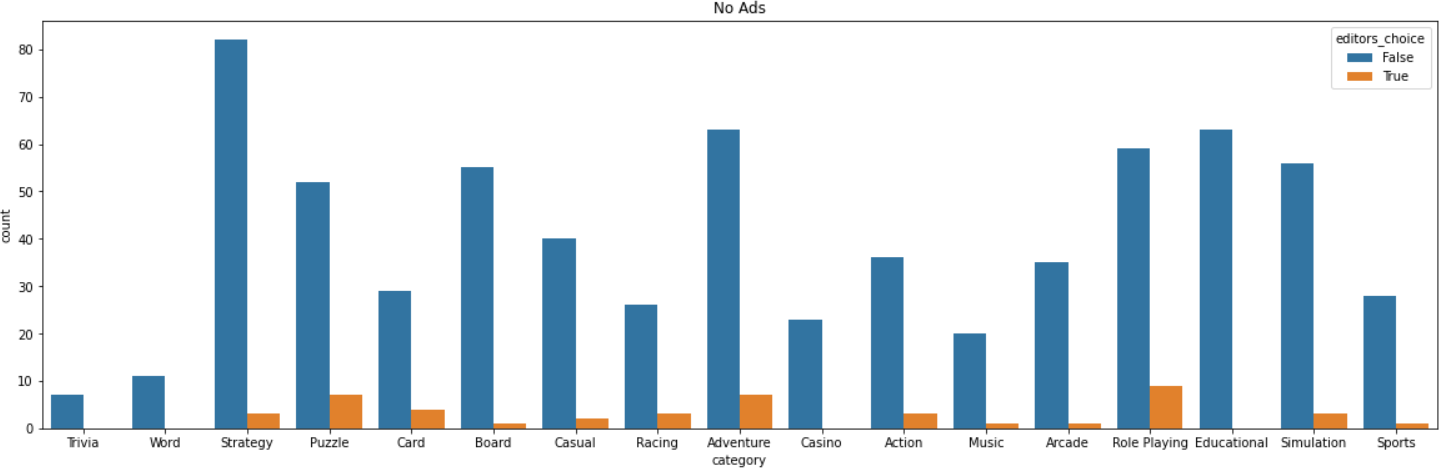 No Ads
editors_choice
False
True
80
70
60
50
40
30
20
10
0
count
Trivia Word Strategy Puzzle Card Board Casual Racing Adventure Casino Action Music Arcade Role Playing Educational Simulation Sports
category